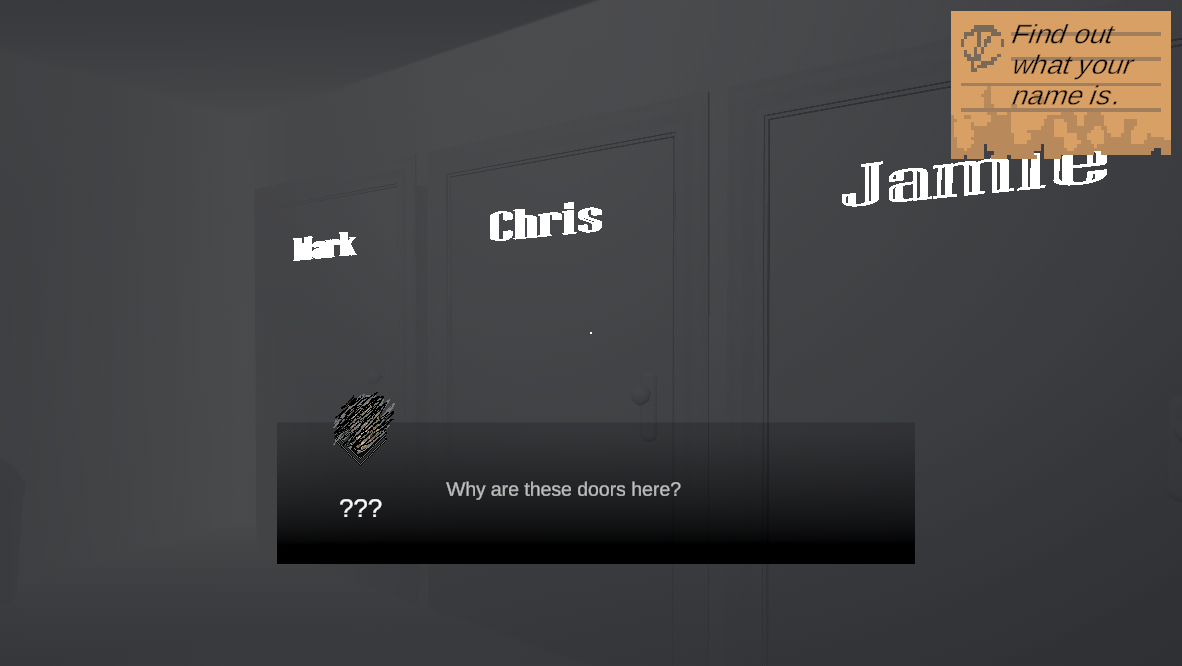 Find out
what your
name is.
Mark
Chris
Jamie
???
Why are these doors here?